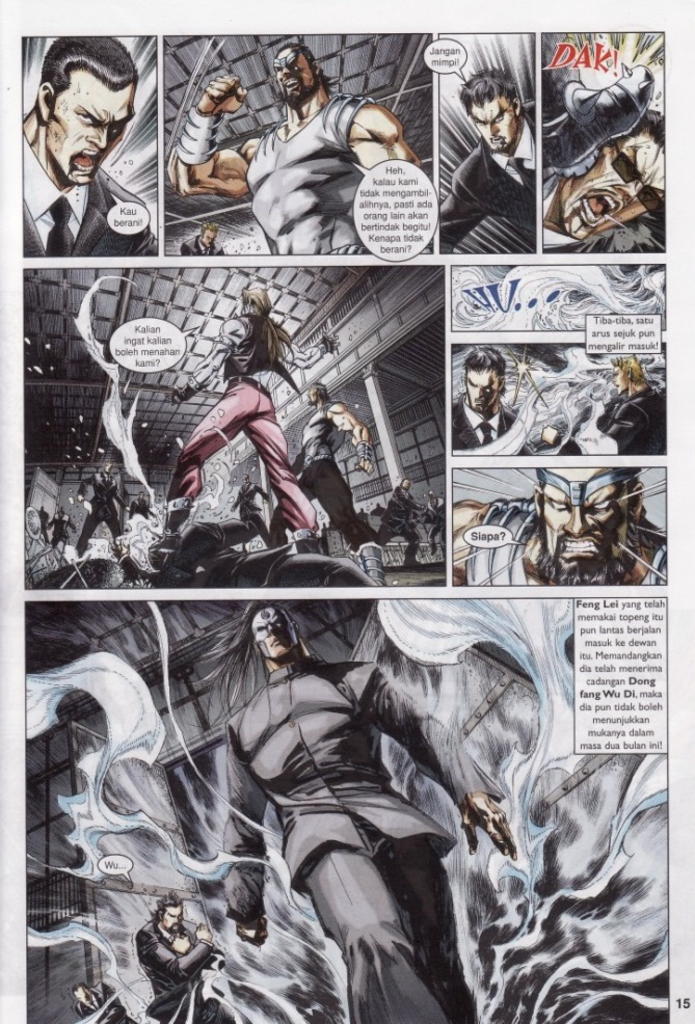 Kau
berani!
Heh,
kalau kami
tidak mengambil-
alihnya, pasti ada
orang lain akan
bertindak begitu!
Kenapa tidak
berani?
Jangan
mimpi!
DAK!
Kalian
ingat kalian
boleh menahan
kami?
WU...
Tiba-tiba, satu
arus sejuk pun
mengalir masuk!
Siapa?
Feng Lei yang telah
memakai topeng itu
pun lantas berjalan
masuk ke dewan
itu. Memandangkan
dia telah menerima
cadangan Dong
fang Wu Di, maka
dia pun tidak boleh
menunjukkan
mukanya dalam
masa dua bulan ini!
Wu...
15